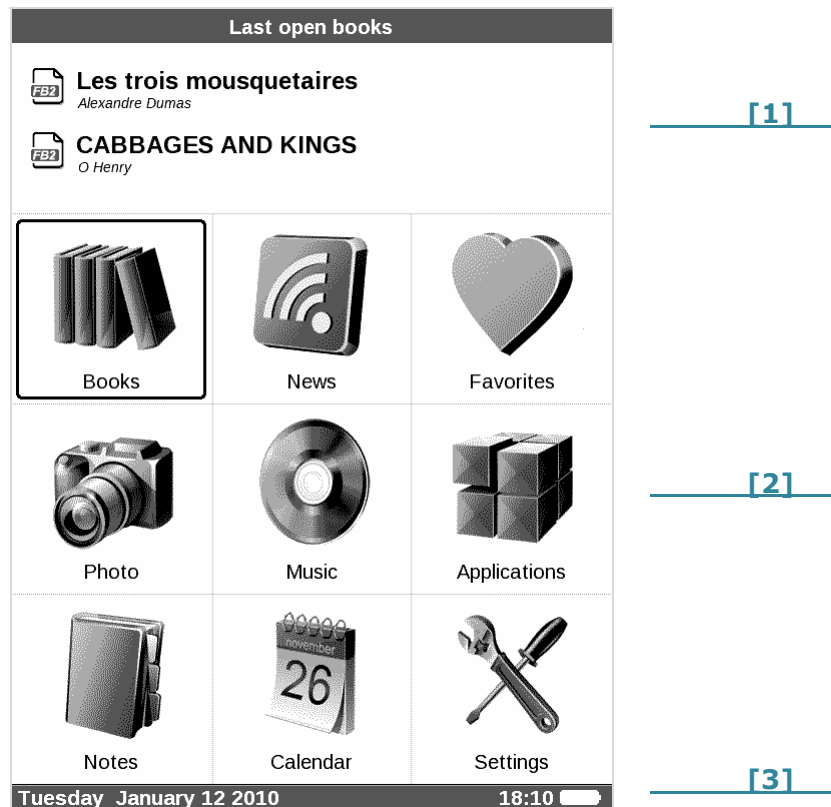 Last open books
FB2 Les trois mousquetaires
Alexandre Dumas
[1]
FB2 CABBAGES AND KINGS
O Henry
Books News Favorites
[2]
Photo Music Applications
november
26
Notes Calendar Settings
[3]
Tuesday January 12 2010 18:10